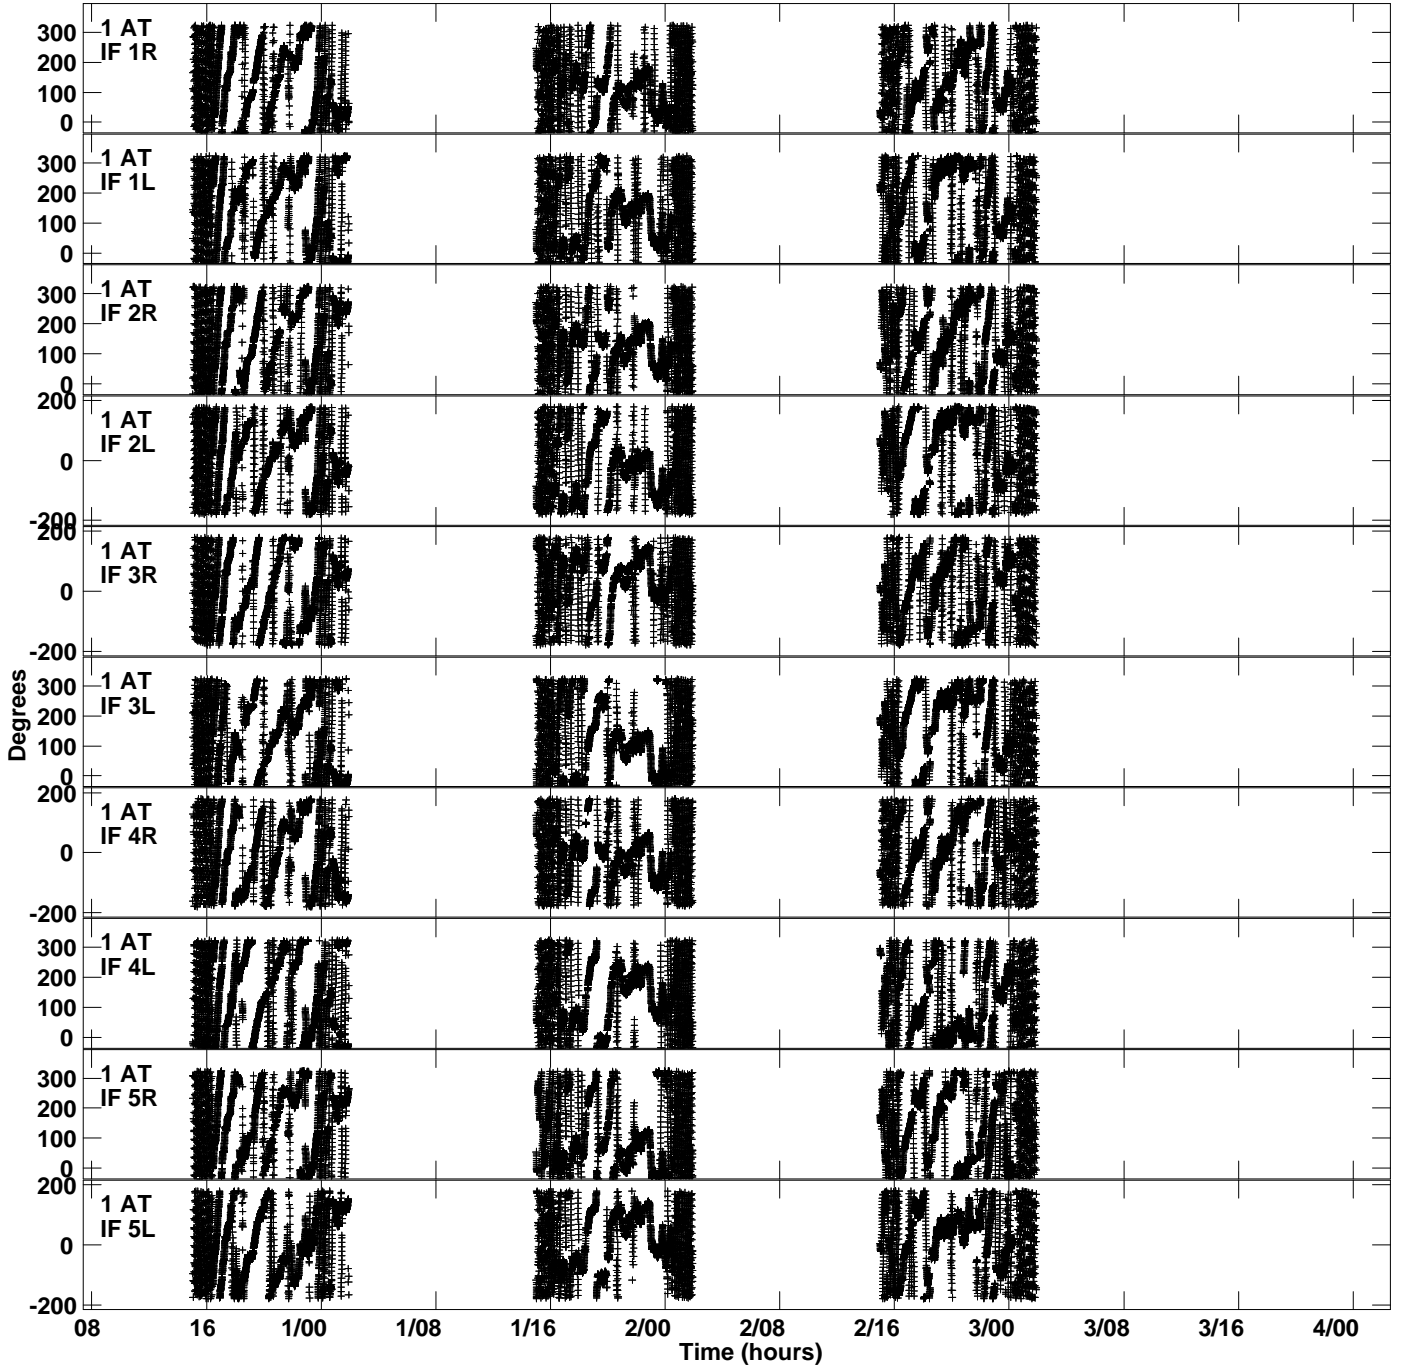 1 AT
IF 1R
300
200
100
0
1 AT
IF 1L
300
200
100
0
1 AT
IF 2R
300
200
100
0
1 AT
IF 2L
200
0
-200
1 AT
IF 3R
200
0
-200
1 AT
IF 3L
300
200
100
0
1 AT
IF 4R
200
0
-200
1 AT
IF 4L
300
200
100
0
1 AT
IF 5R
300
200
100
0
1 AT
IF 5L
200
0
-200
Degrees
08 16 1/00 1/08 1/16 2/00 2/08 2/16 3/00 3/08 3/16 4/00
Time (hours)